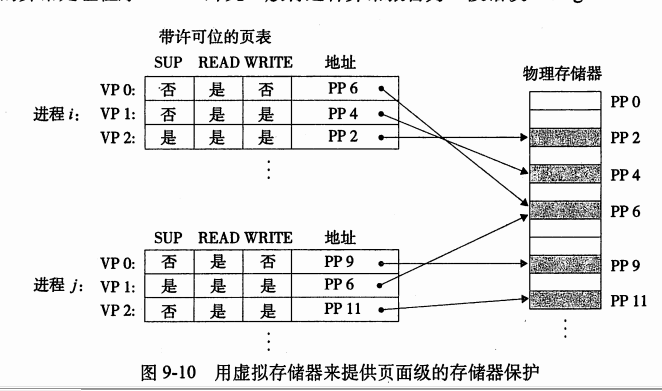 带许可位的页表
SUP READ WRITE 地址
物理存储器
进程 i:
VP 0: 否 是 否 PP 6
VP 1: 否 是 是 PP 4
VP 2: 是 是 是 PP 2
⋮
PP 0
PP 2
PP 4
PP 6
PP 9
PP 11
⋮
SUP READ WRITE 地址
进程 j:
VP 0: 否 是 否 PP 9
VP 1: 是 是 是 PP 6
VP 2: 否 是 是 PP 11
⋮
图 9-10 用虚拟存储器来提供页面级的存储器保护